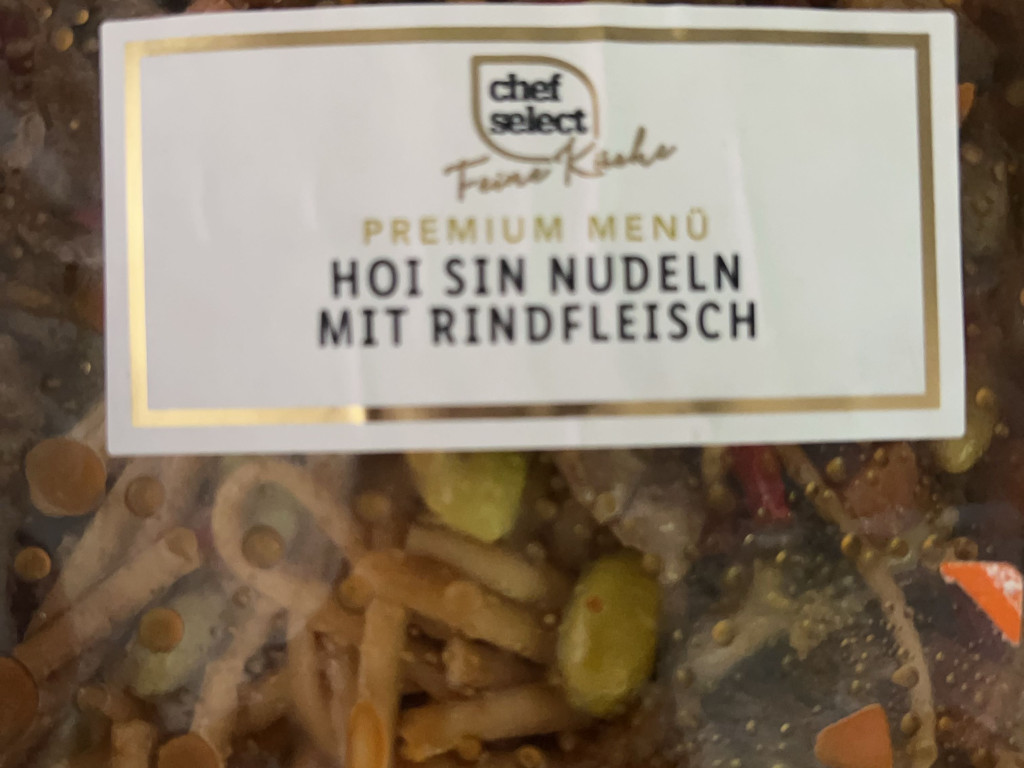 chef
select
Feine Küche
PREMIUM MENÜ
HOI SIN NUDELN
MIT RINDFLEISCH